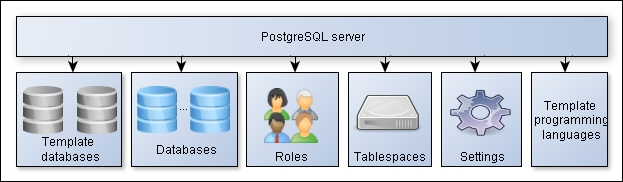 PostgreSQL server
...
Template
databases
Databases
Roles
Tablespaces
Settings
Template
programming
languages